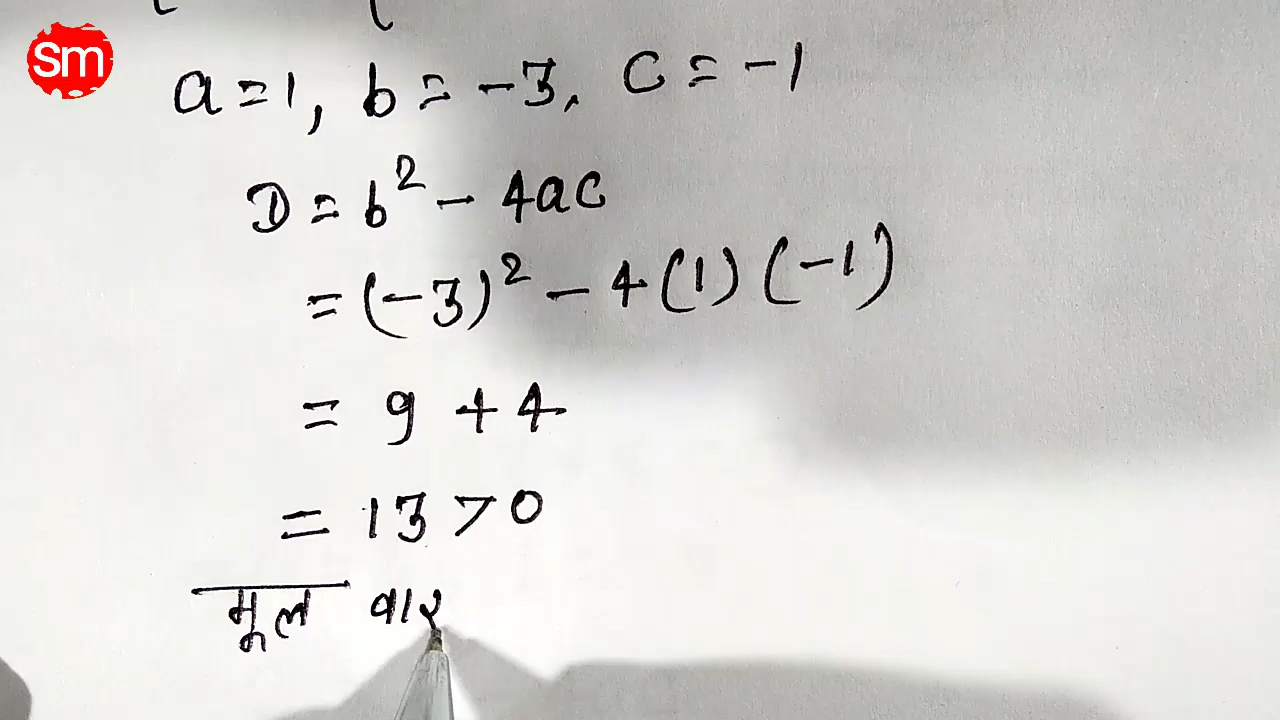 Sm
a = 1, b = -3, c = -1
D = b² - 4ac
= (-3)² - 4(1)(-1)
= 9 + 4
= 13 > 0
मूल